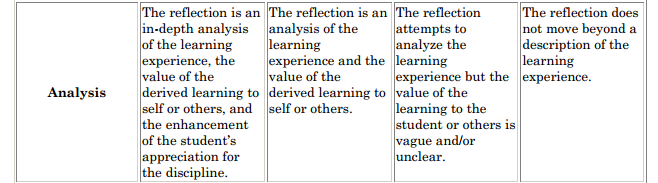 Analysis
The reflection is an
in-depth analysis
of the learning
experience, the
value of the
derived learning to
self or others, and
the enhancement
of the student's
appreciation for
the discipline.
The reflection is an
analysis of the
learning
experience and the
value of the
derived learning to
self or others.
The reflection
attempts to
analyze the
learning
experience but the
value of the
learning to the
student or others is
vague and/or
unclear.
The reflection does
not move beyond a
description of the
learning
experience.